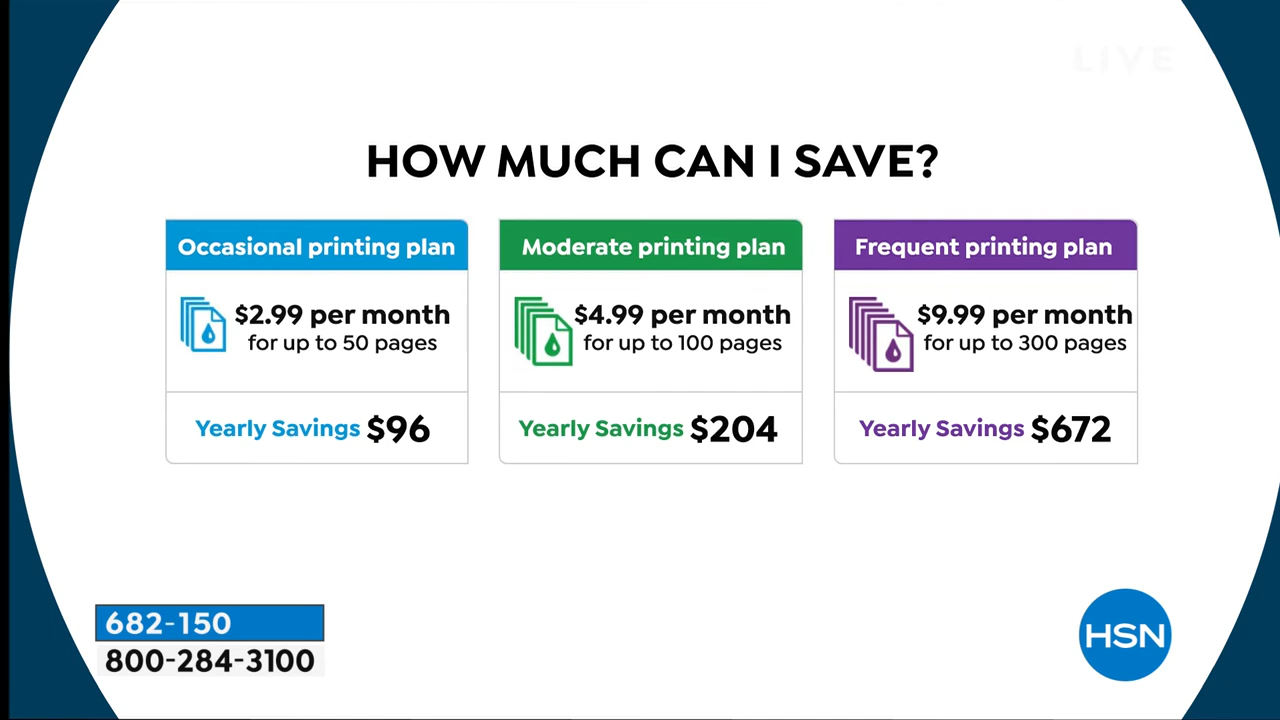 LIVE
HOW MUCH CAN I SAVE?
Occasional printing plan
$2.99 per month
for up to 50 pages
Yearly Savings $96
Moderate printing plan
$4.99 per month
for up to 100 pages
Yearly Savings $204
Frequent printing plan
$9.99 per month
for up to 300 pages
Yearly Savings $672
682-150
800-284-3100
HSN